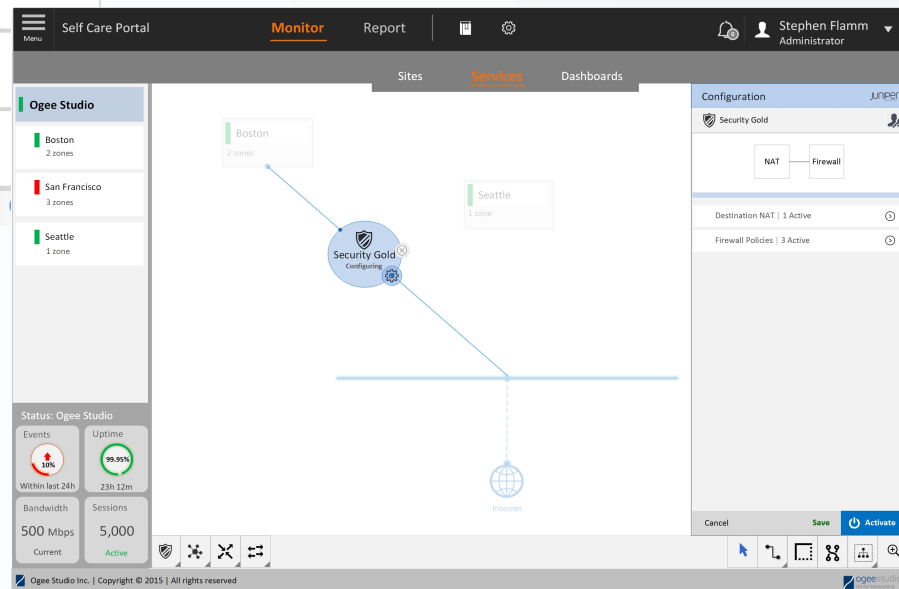 Menu
Self Care Portal
Monitor
Report
0
Stephen Flamm
Administrator
Sites
Services
Dashboards
Ogee Studio
Boston
2 zones
San Francisco
3 zones
Seattle
1 zone
Status: Ogee Studio
Events
10%
Within last 24h
Uptime
99.95%
23h 12m
Bandwidth
500 Mbps
Current
Sessions
5,000
Active
Boston
2 zones
Seattle
1 zone
Security Gold
Configuring
Internet
Configuration
Juniper
Security Gold
NAT
Firewall
Destination NAT | 1 Active
Firewall Policies | 3 Active
Cancel
Save
Activate
Ogee Studio Inc. | Copyright © 2015 | All rights reserved
ogeestudio